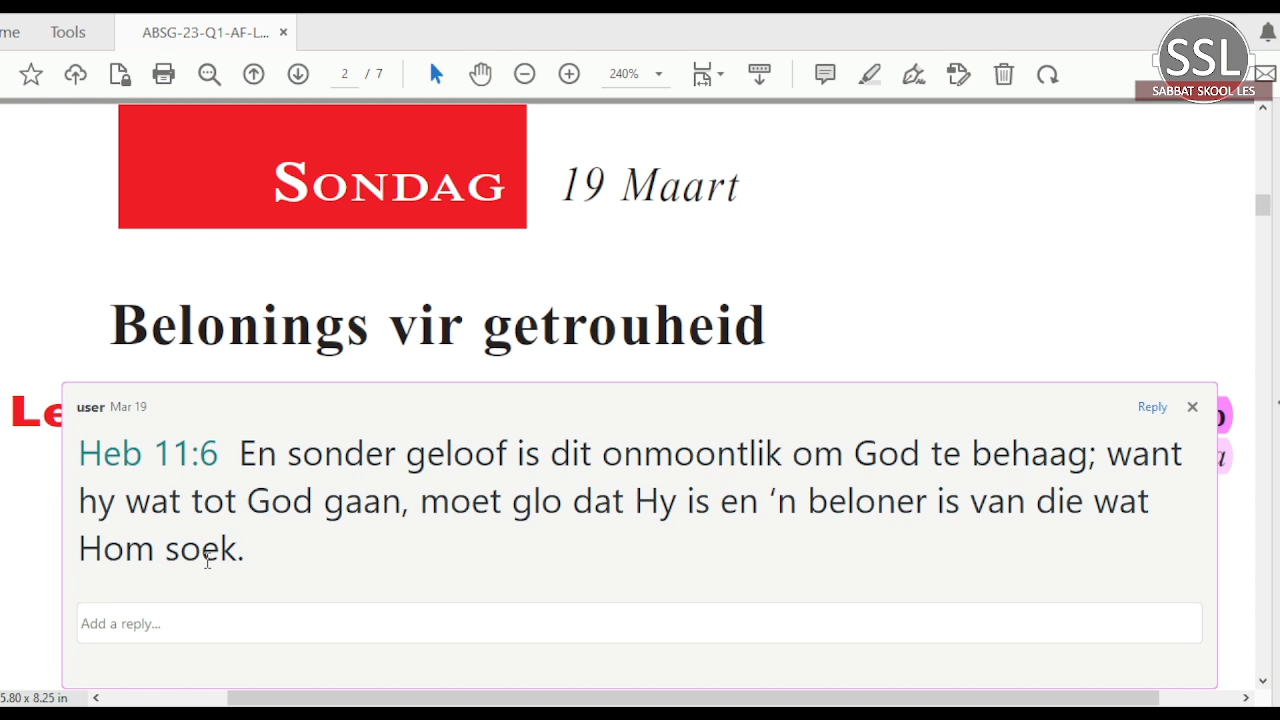 me Tools ABSG-23-Q1-AF-L... ×
SSL
SABBAT SKOOL LES
2 / 7 240%
SONDAG 19 Maart
Belonings vir getrouheid
Le
user Mar 19 Reply
Heb 11:6 En sonder geloof is dit onmoontlik om God te behaag; want
hy wat tot God gaan, moet glo dat Hy is en ‘n beloner is van die wat
Hom soek.
Add a reply...
5.80 x 8.25 in